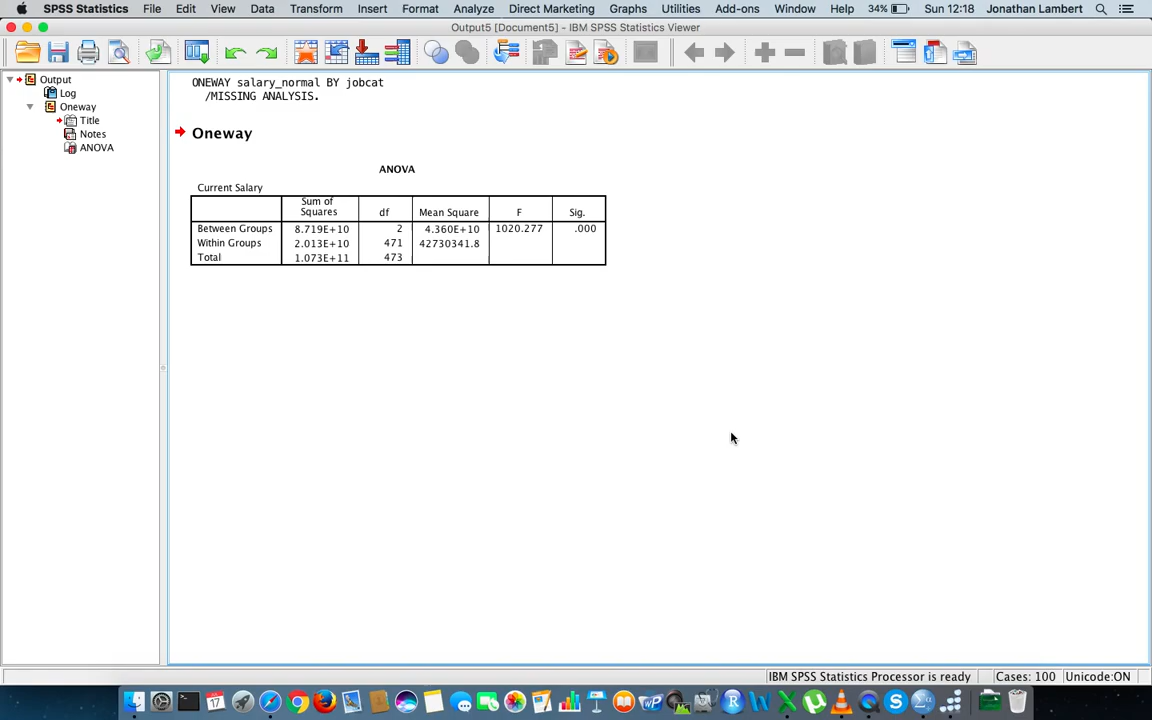 SPSS Statistics File Edit View Data Transform Insert Format Analyze Direct Marketing Graphs Utilities Add-ons Window Help 34% Sun 12:18 Jonathan Lambert
Output5 [Document5] - IBM SPSS Statistics Viewer
Output
Log
Oneway
Title
Notes
ANOVA
ONEWAY salary_normal BY jobcat
/MISSING ANALYSIS.
Oneway
ANOVA
Current Salary
Sum of Squares df Mean Square F Sig.
Between Groups 8.719E+10 2 4.360E+10 1020.277 .000
Within Groups 2.013E+10 471 42730341.8
Total 1.073E+11 473
IBM SPSS Statistics Processor is ready Cases: 100 Unicode:ON
17